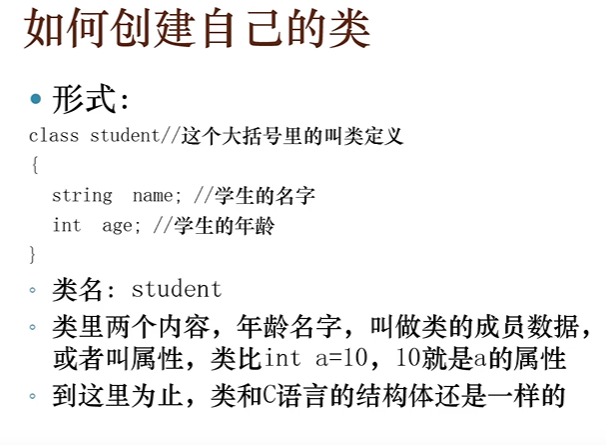 如何创建自己的类
形式：
class student//这个大括号里的叫类定义
{
string name; //学生的名字
int age; //学生的年龄
}
类名：student
类里两个内容，年龄名字，叫做类的成员数据，
或者叫属性，类比int a=10，10就是a的属性
到这里为止，类和C语言的结构体还是一样的